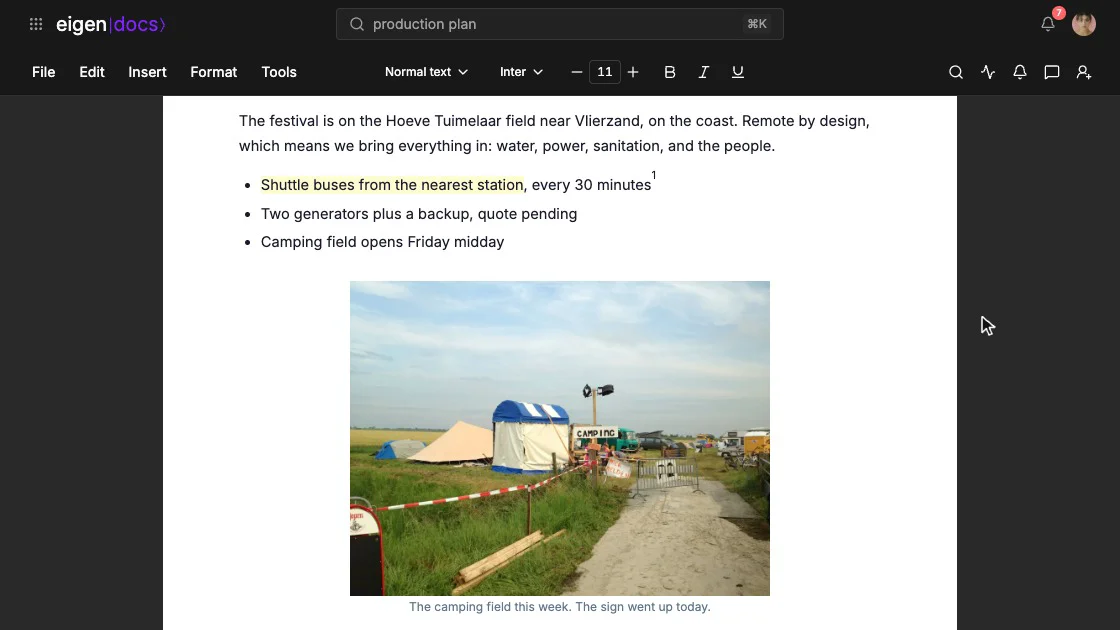 eigen|docs⟩
production plan
⌘K
7
File Edit Insert Format Tools
Normal text Inter 11 B I U
The festival is on the Hoeve Tuimelaar field near Vlierzand, on the coast. Remote by design,
which means we bring everything in: water, power, sanitation, and the people.
• Shuttle buses from the nearest station, every 30 minutes1
• Two generators plus a backup, quote pending
• Camping field opens Friday midday
CAMPING
The camping field this week. The sign went up today.